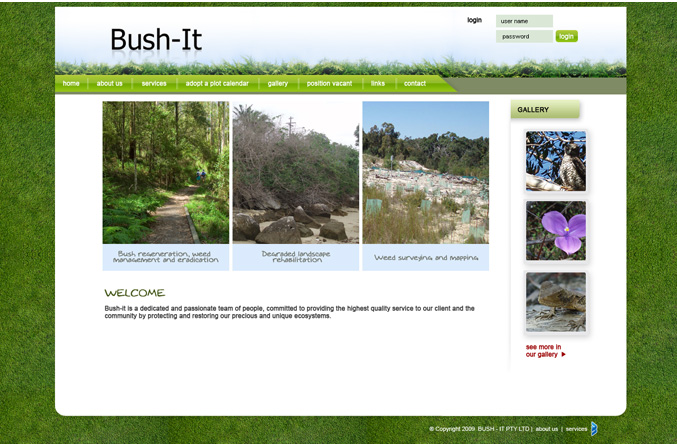 Bush-It
login
user name
password
login
home
about us
services
adopt a plot calendar
gallery
position vacant
links
contact
Bush regeneration, weed
management and eradication
Degraded landscape
rehabilitation
Weed surveying and mapping
WELCOME
Bush-it is a dedicated and passionate team of people, committed to providing the highest quality service to our client and the
community by protecting and restoring our precious and unique ecosystems.
GALLERY
see more in
our gallery
© Copyright 2009 BUSH - IT PTY LTD | about us | services